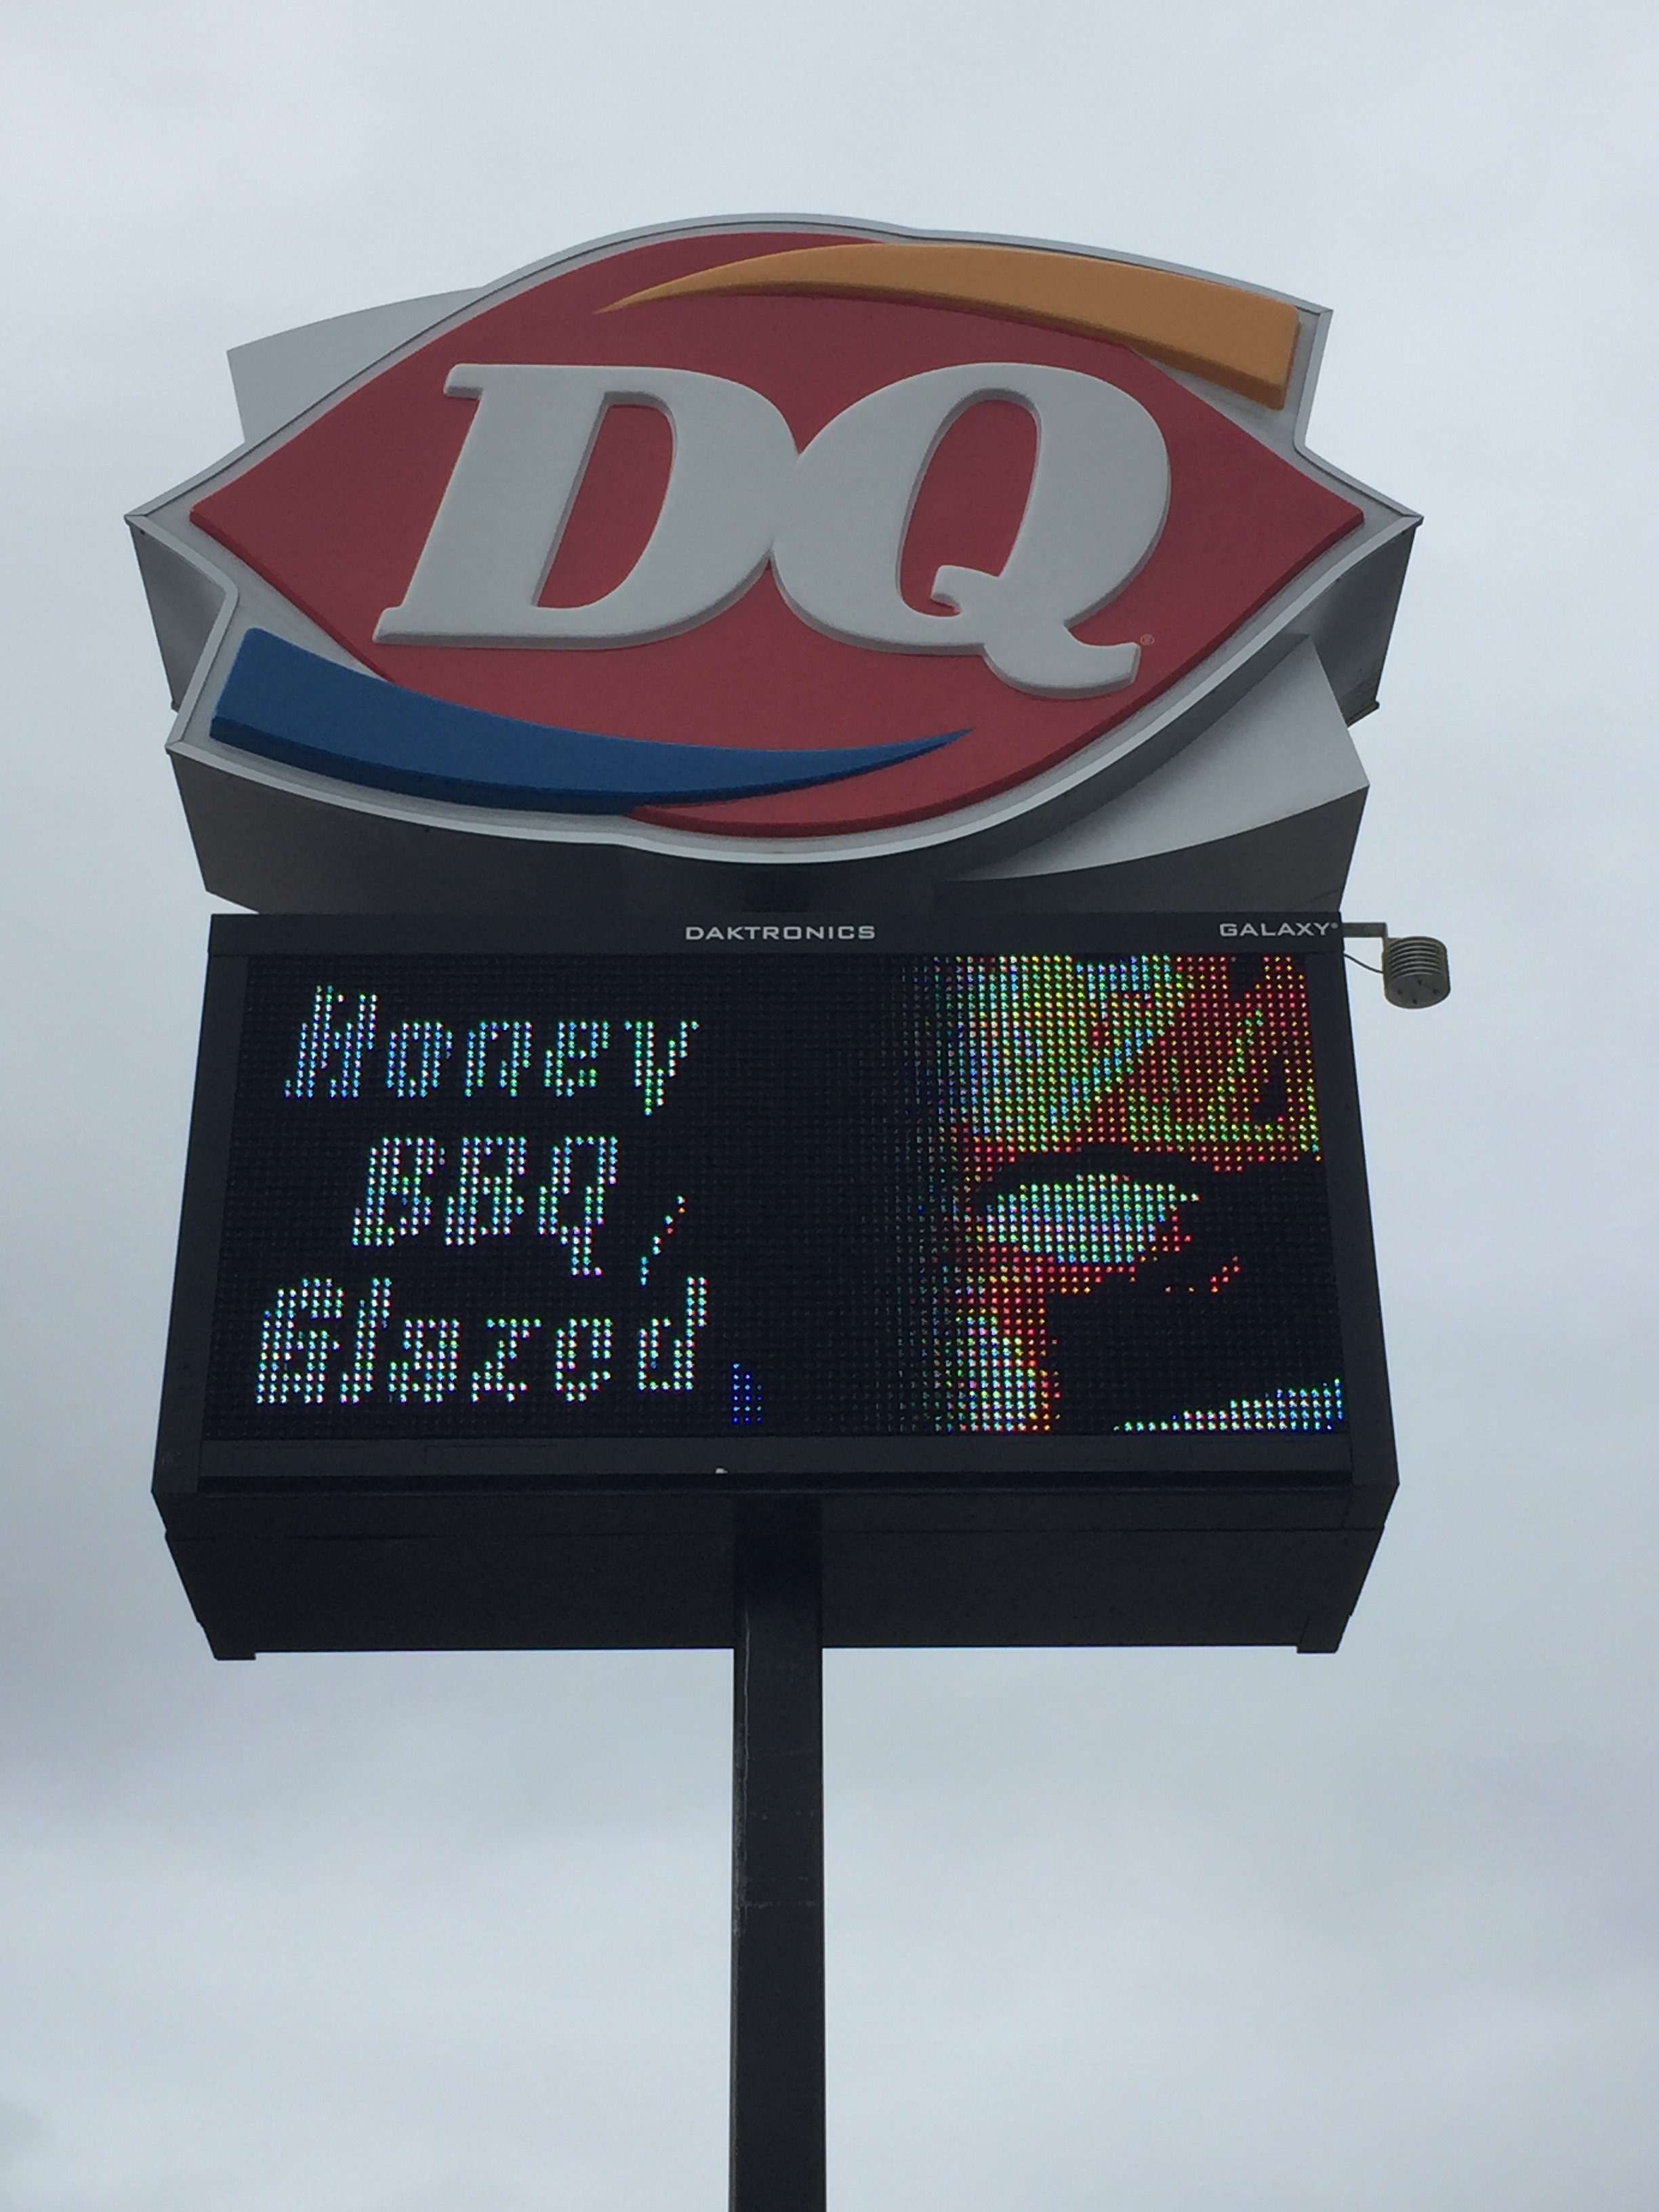 DQ®
DAKTRONICS GALAXY®
Honey
BBQ,
Glazed